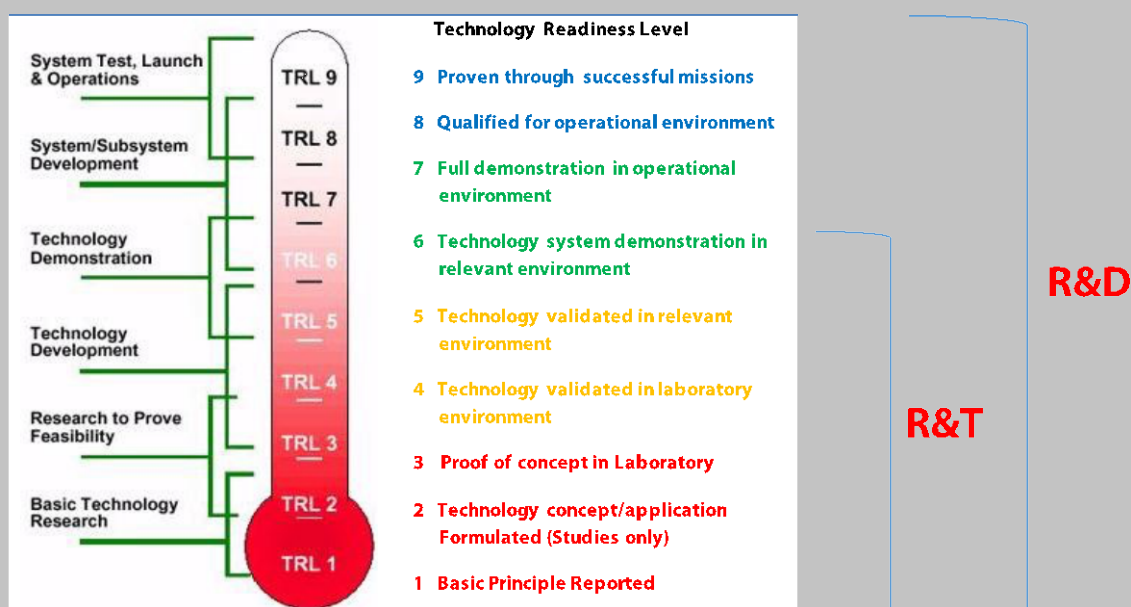 Technology Readiness Level
System Test, Launch
& Operations
System/Subsystem
Development
Technology
Demonstration
Technology
Development
Research to Prove
Feasibility
Basic Technology
Research
TRL 9
TRL 8
TRL 7
TRL 6
TRL 5
TRL 4
TRL 3
TRL 2
TRL 1
9 Proven through successful missions
8 Qualified for operational environment
7 Full demonstration in operational
environment
6 Technology system demonstration in
relevant environment
5 Technology validated in relevant
environment
4 Technology validated in laboratory
environment
3 Proof of concept in Laboratory
2 Technology concept/application
Formulated (Studies only)
1 Basic Principle Reported
R&T
R&D